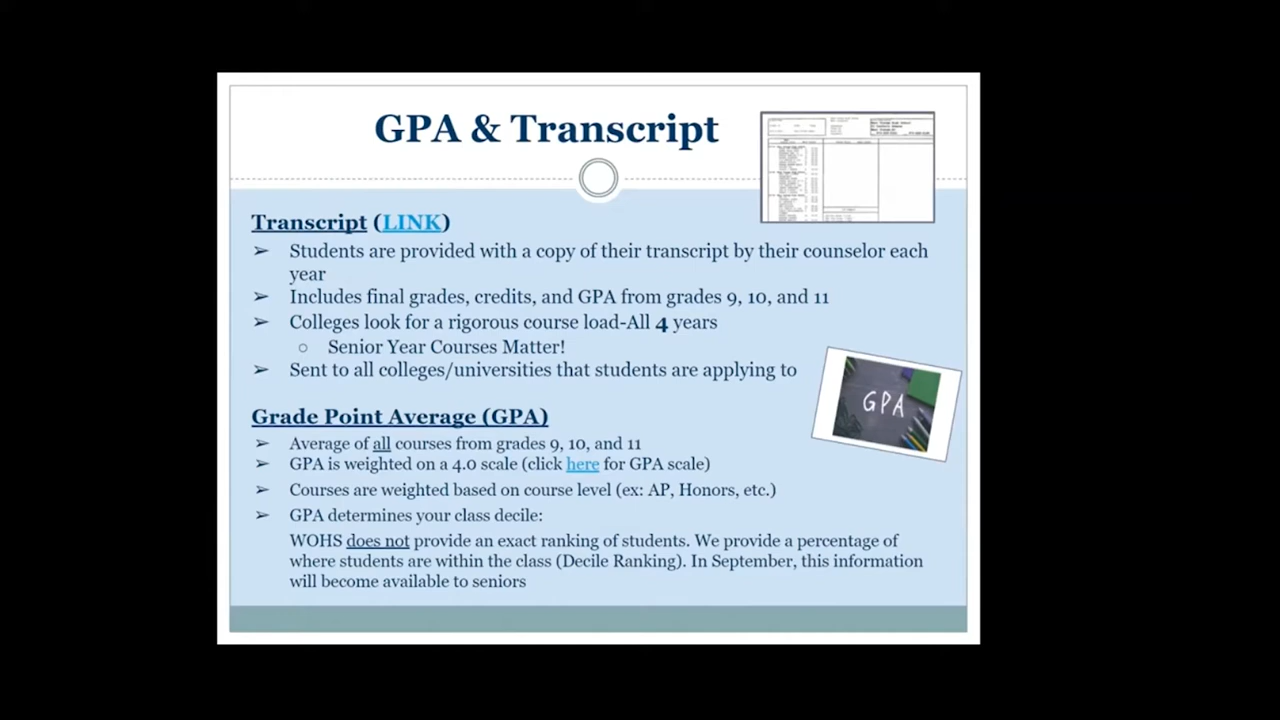 GPA & Transcript
Transcript (LINK)
➢ Students are provided with a copy of their transcript by their counselor each
year
➢ Includes final grades, credits, and GPA from grades 9, 10, and 11
➢ Colleges look for a rigorous course load-All 4 years
○ Senior Year Courses Matter!
➢ Sent to all colleges/universities that students are applying to
GPA
Grade Point Average (GPA)
➢ Average of all courses from grades 9, 10, and 11
➢ GPA is weighted on a 4.0 scale (click here for GPA scale)
➢ Courses are weighted based on course level (ex: AP, Honors, etc.)
➢ GPA determines your class decile:
WOHS does not provide an exact ranking of students. We provide a percentage of
where students are within the class (Decile Ranking). In September, this information
will become available to seniors